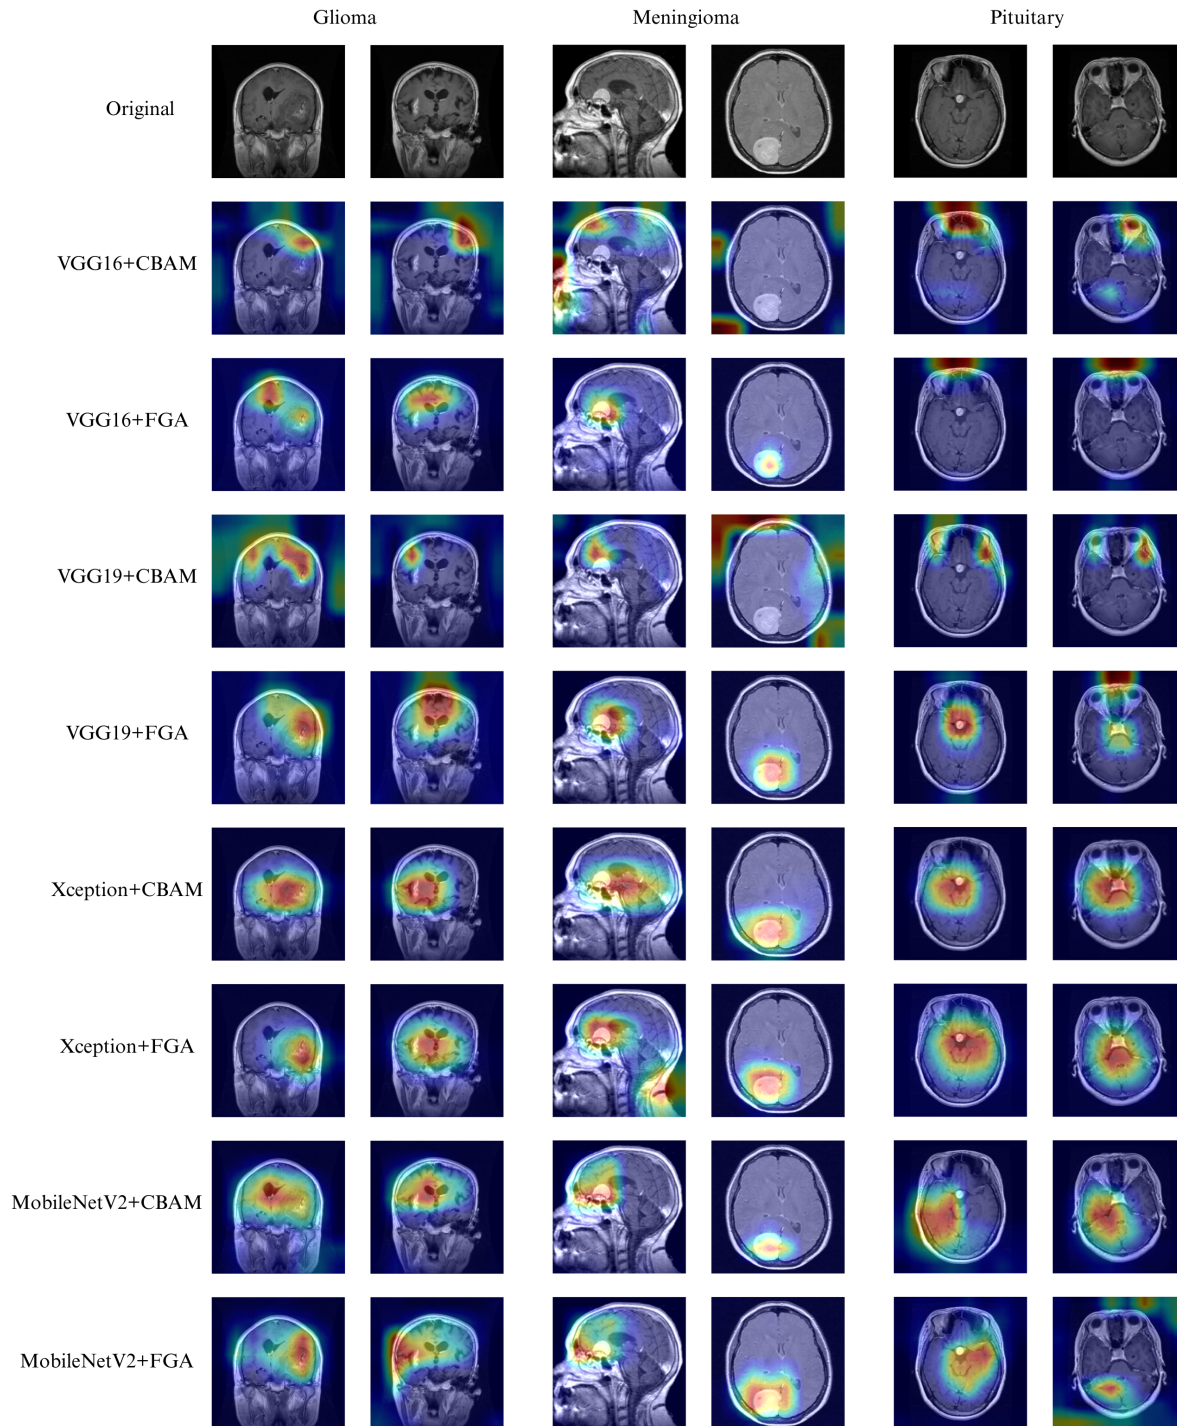 Glioma Meningioma Pituitary
Original
VGG16+CBAM
VGG16+FGA
VGG19+CBAM
VGG19+FGA
Xception+CBAM
Xception+FGA
MobileNetV2+CBAM
MobileNetV2+FGA